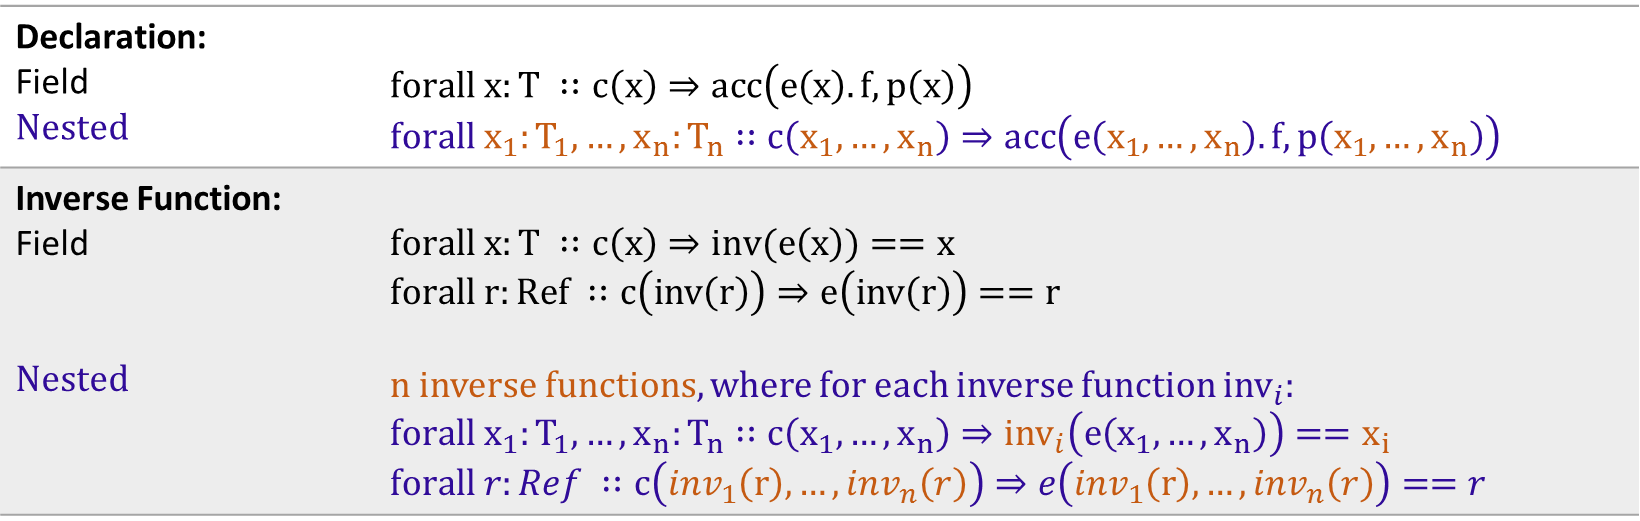 Declaration:
Field forall x: T :: c(x) ⇒ acc(e(x). f, p(x))
Nested forall x₁: T₁, … , xₙ: Tₙ :: c(x₁, … , xₙ) ⇒ acc(e(x₁, … , xₙ). f, p(x₁, … , xₙ))
Inverse Function:
Field forall x: T :: c(x) ⇒ inv(e(x)) == x
forall r: Ref :: c(inv(r)) ⇒ e(inv(r)) == r
Nested n inverse functions, where for each inverse function invᵢ:
forall x₁: T₁, … , xₙ: Tₙ :: c(x₁, … , xₙ) ⇒ invᵢ(e(x₁, … , xₙ)) == xᵢ
forall r: Ref :: c(inv₁(r), … , invₙ(r)) ⇒ e(inv₁(r), … , invₙ(r)) == r